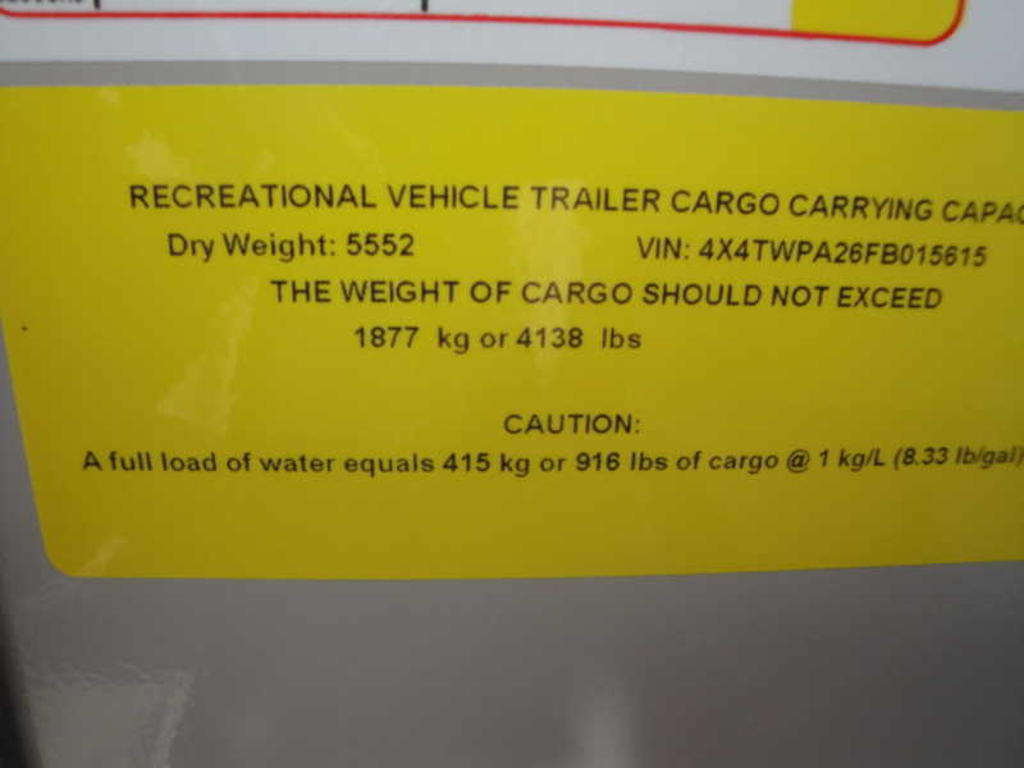 RECREATIONAL VEHICLE TRAILER CARGO CARRYING
Dry Weight: 5552 VIN: 4X4TWPA26FB015615
THE WEIGHT OF CARGO SHOULD NOT EXCEED
1877 kg or 4138 lbs
CAUTION:
A full load of water equals 415 kg or 916 lbs of cargo @ 1 kg/L (8.33 lb/gal)